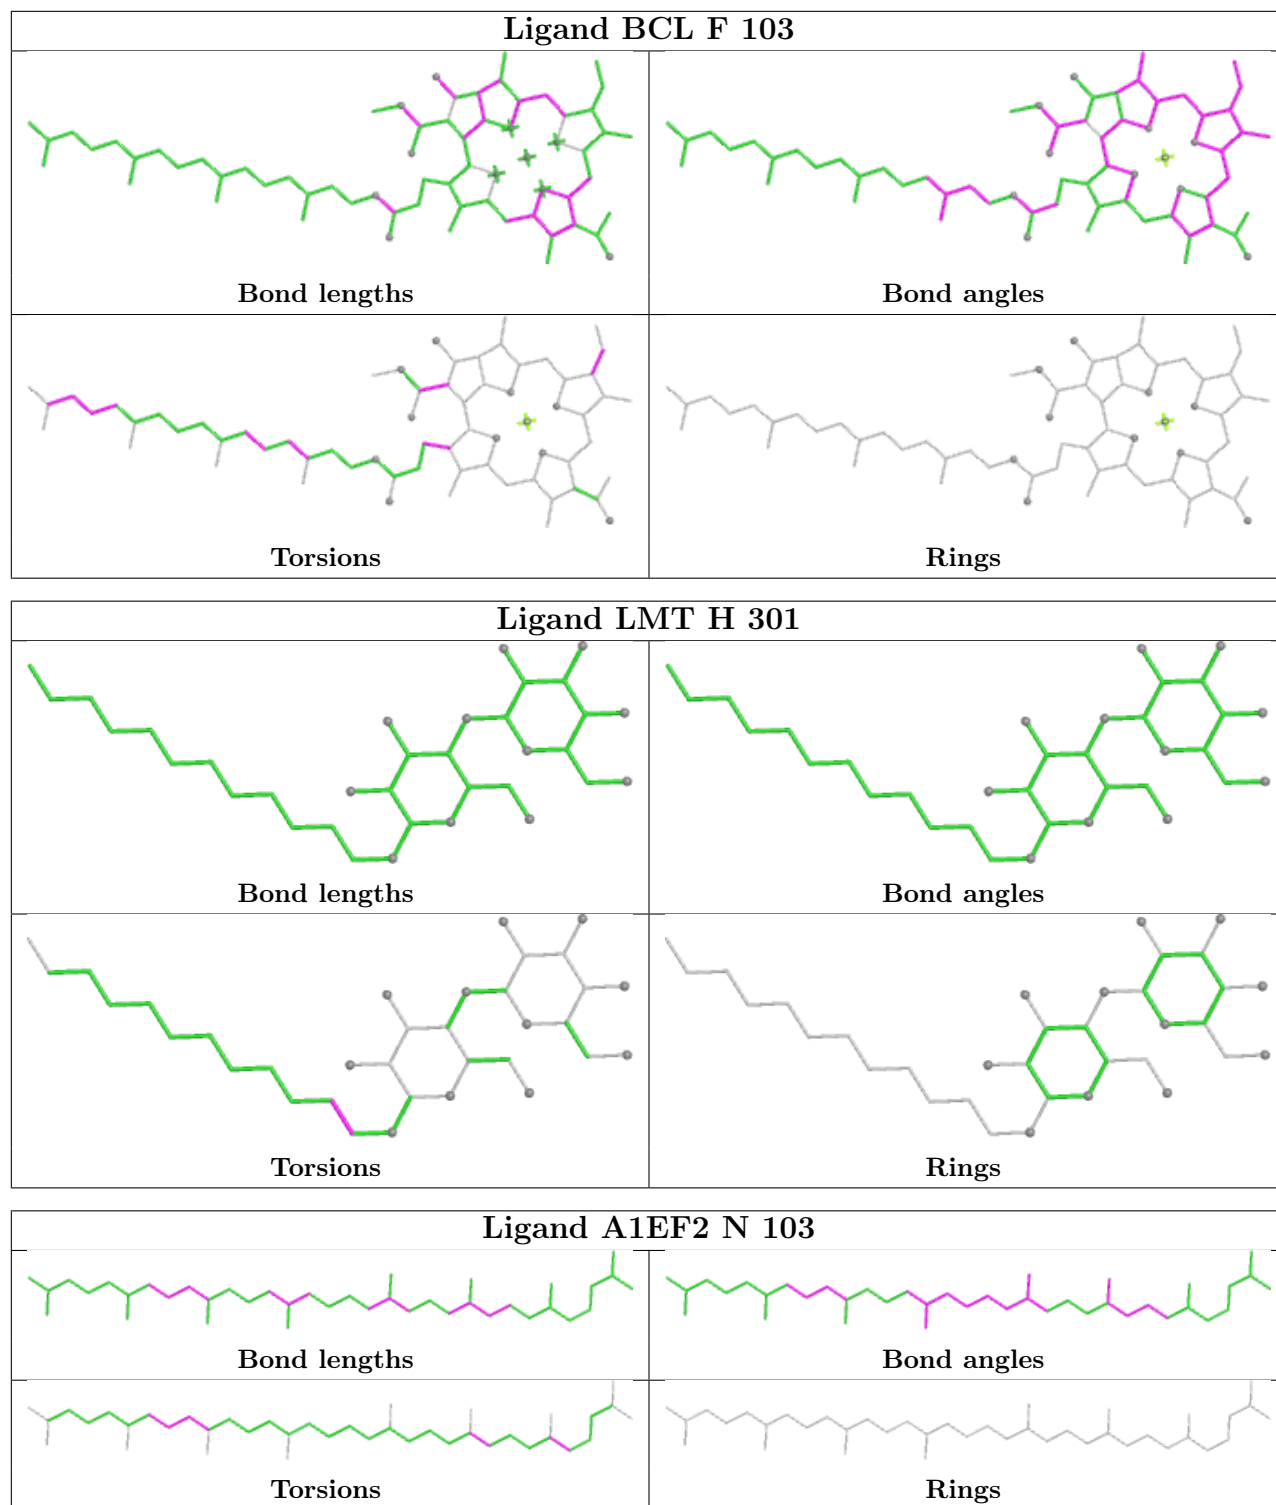 Ligand BCL F 103
Bond lengths
Bond angles
Torsions
Rings
Ligand LMT H 301
Bond lengths
Bond angles
Torsions
Rings
Ligand A1EF2 N 103
Bond lengths
Bond angles
Torsions
Rings